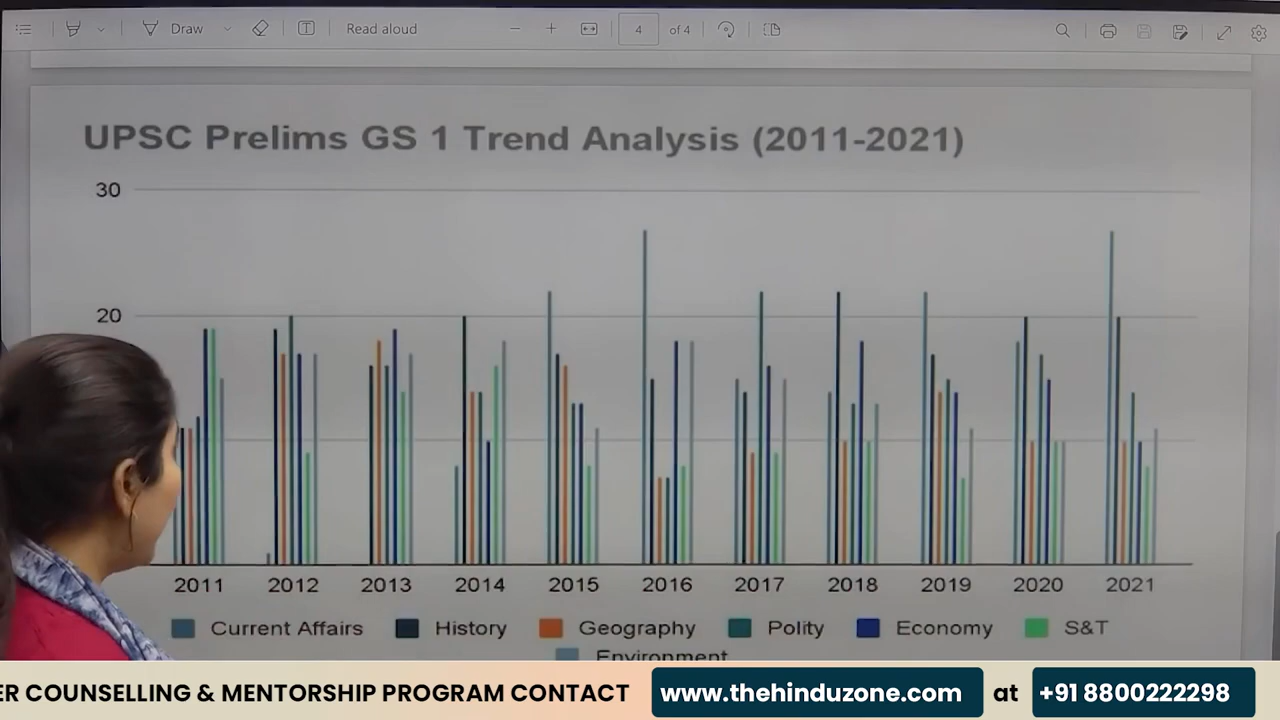 Draw
Read aloud
4 of 4
UPSC Prelims GS 1 Trend Analysis (2011-2021)
30
20
2011 2012 2013 2014 2015 2016 2017 2018 2019 2020 2021
Current Affairs History Geography Polity Economy S&T
Environment
ER COUNSELLING & MENTORSHIP PROGRAM CONTACT www.thehinduzone.com at +91 8800222298